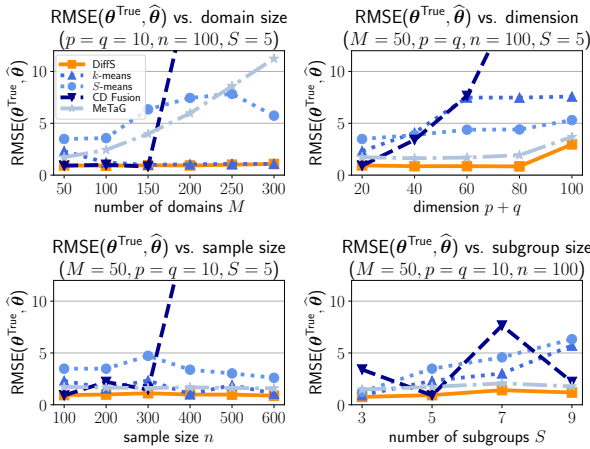 RMSE(𝜽^True, 𝜽̂) vs. domain size
(p = q = 10, n = 100, S = 5)
RMSE(𝜽^True, 𝜽̂)
10
5
0
DiffS
k-means
S-means
CD Fusion
MeTaG
50 100 150 200 250 300
number of domains M
RMSE(𝜽^True, 𝜽̂) vs. dimension
(M = 50, p = q, n = 100, S = 5)
RMSE(𝜽^True, 𝜽̂)
10
5
0
20 40 60 80 100
dimension p + q
RMSE(𝜽^True, 𝜽̂) vs. sample size
(M = 50, p = q = 10, S = 5)
RMSE(𝜽^True, 𝜽̂)
10
5
0
100 200 300 400 500 600
sample size n
RMSE(𝜽^True, 𝜽̂) vs. subgroup size
(M = 50, p = q = 10, n = 100)
RMSE(𝜽^True, 𝜽̂)
10
5
0
3 5 7 9
number of subgroups S